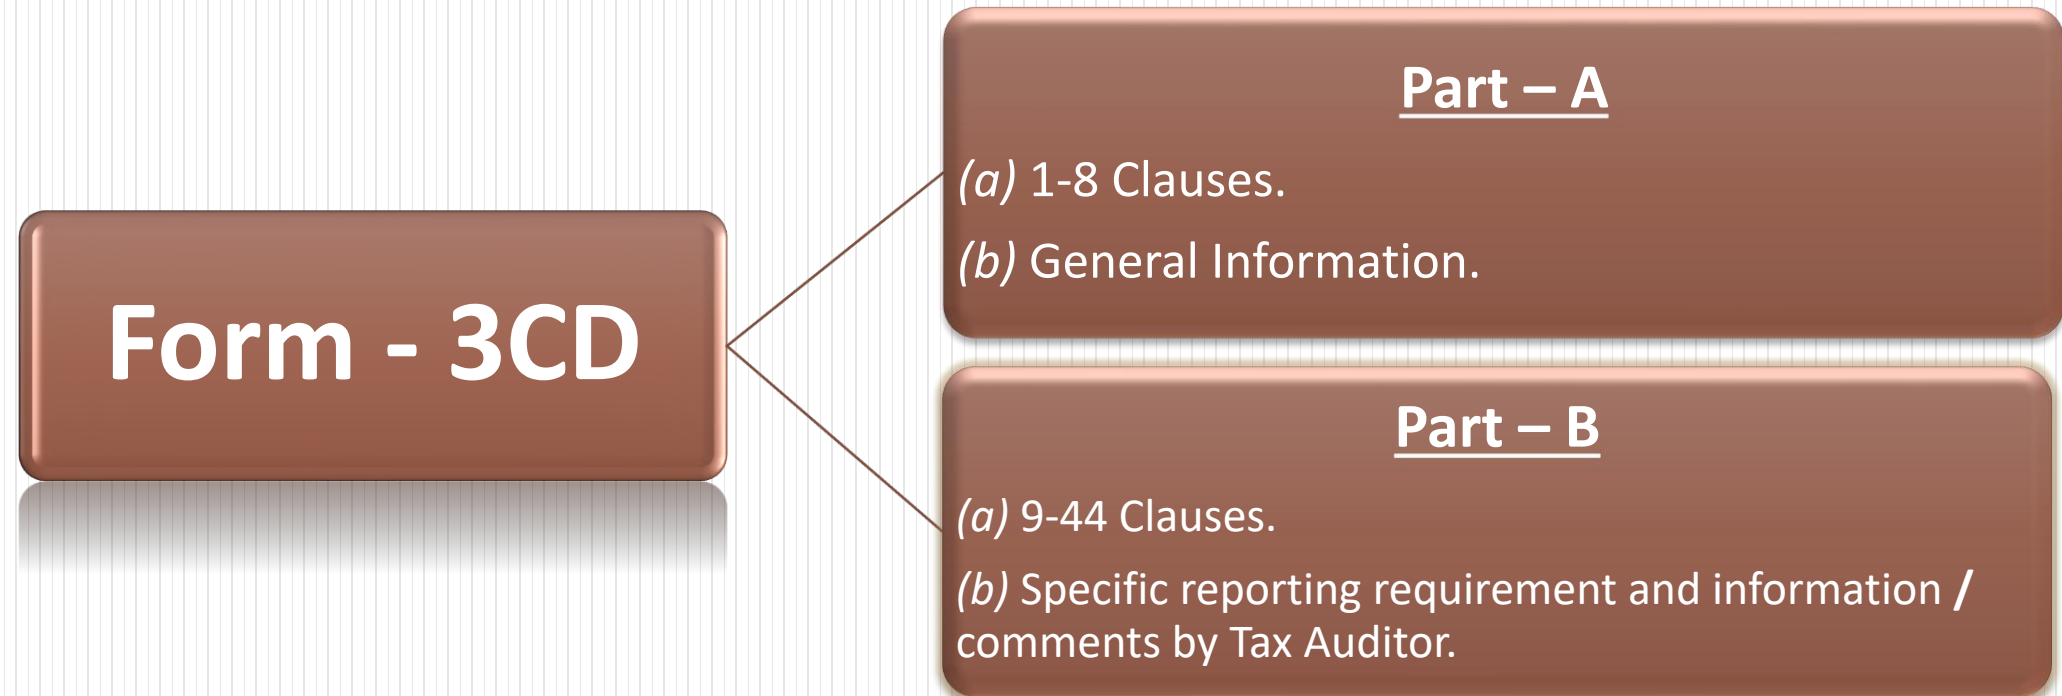 Form - 3CD
Part – A
(a) 1-8 Clauses.
(b) General Information.
Part – B
(a) 9-44 Clauses.
(b) Specific reporting requirement and information /
comments by Tax Auditor.